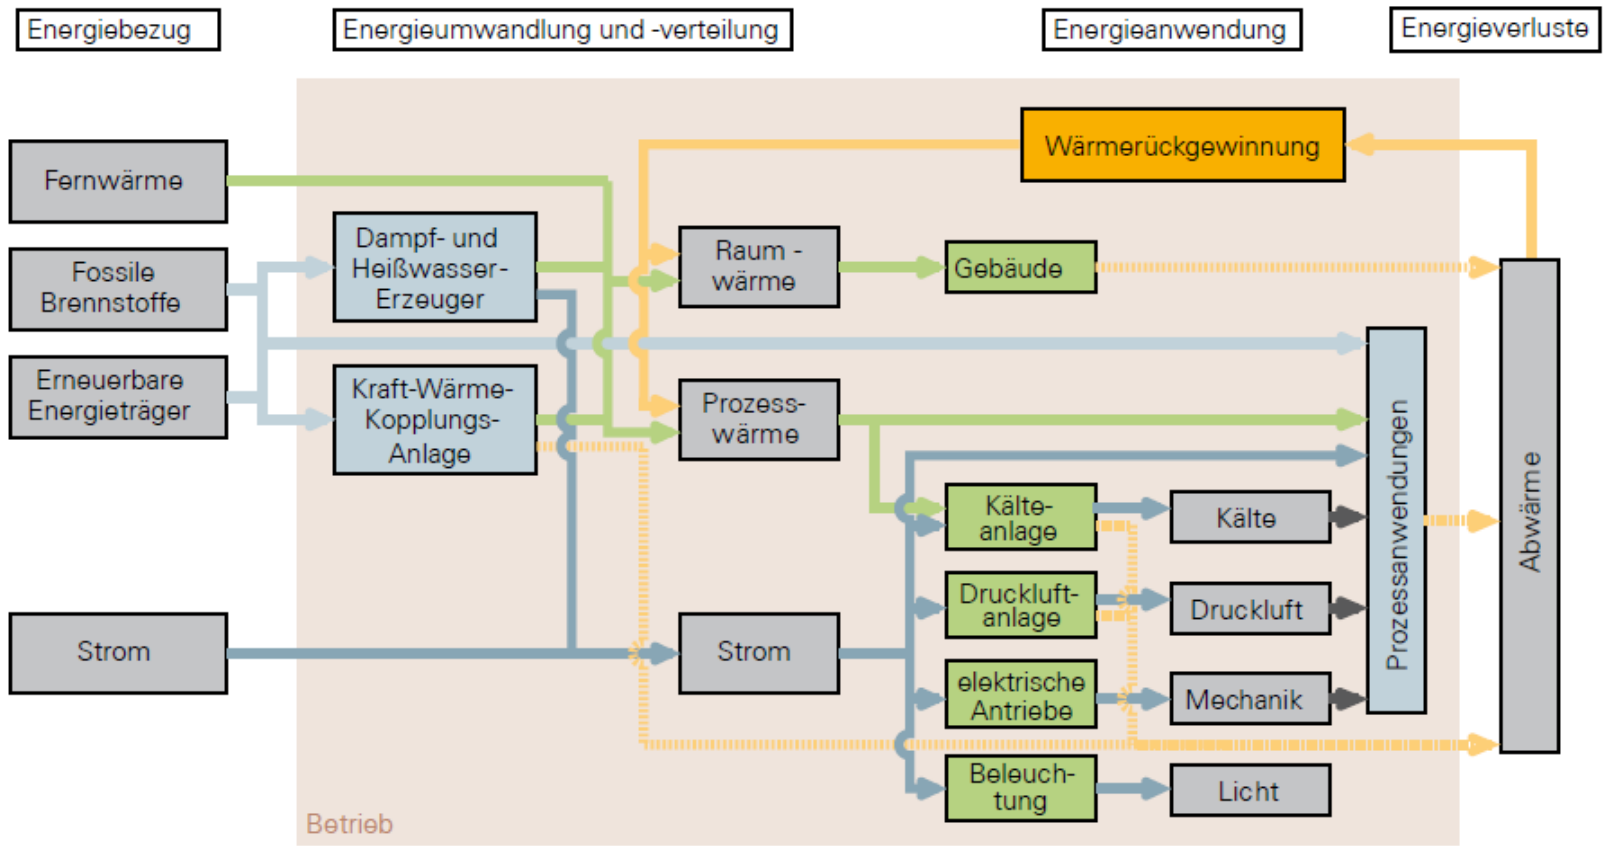 Energiebezug
Energieumwandlung und -verteilung
Energieanwendung
Energieverluste
Wärmerückgewinnung
Fernwärme
Dampf- und
Heißwasser-
Erzeuger
Raum -
wärme
Gebäude
Fossile
Brennstoffe
Erneuerbare
Energieträger
Kraft-Wärme-
Kopplungs-
Anlage
Prozess-
wärme
Prozessanwendungen
Abwärme
Kälte-
anlage
Kälte
Druckluft-
anlage
Druckluft
Strom
Strom
elektrische
Antriebe
Mechanik
Beleuch-
tung
Licht
Betrieb